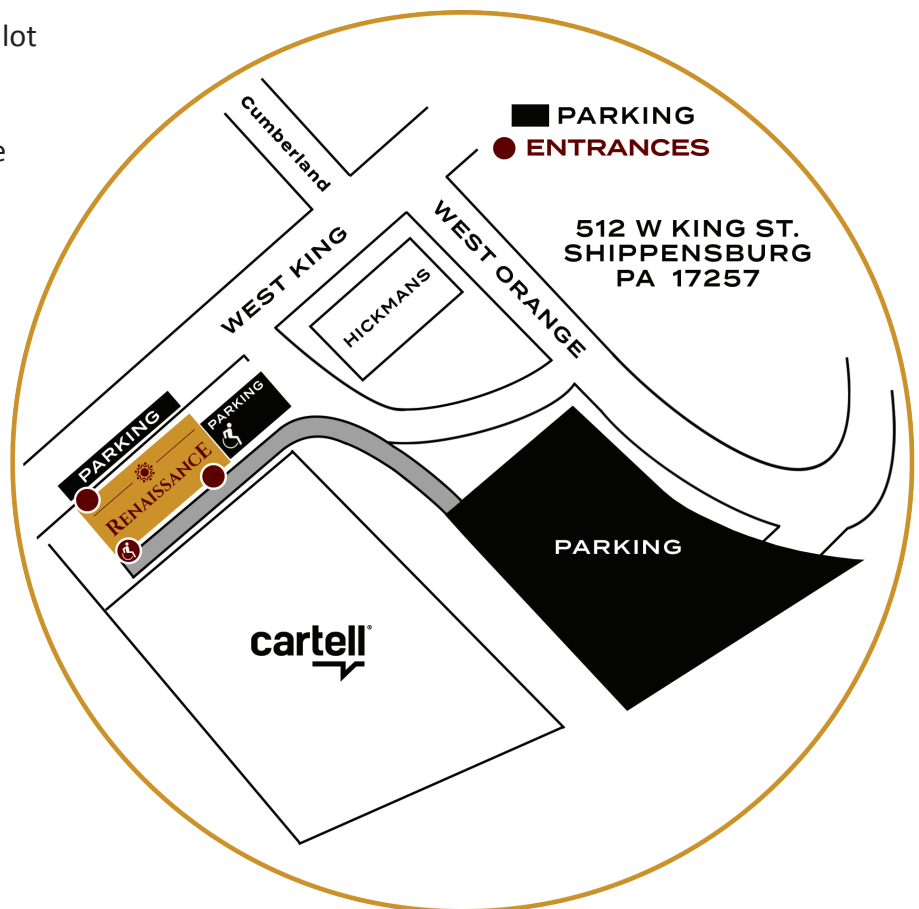 lot
e
Cumberland
PARKING
ENTRANCES
512 W KING ST.
SHIPPENSBURG
PA 17257
WEST KING
WEST ORANGE
HICKMANS
PARKING
PARKING
RENAISSANCE
PARKING
cartell®